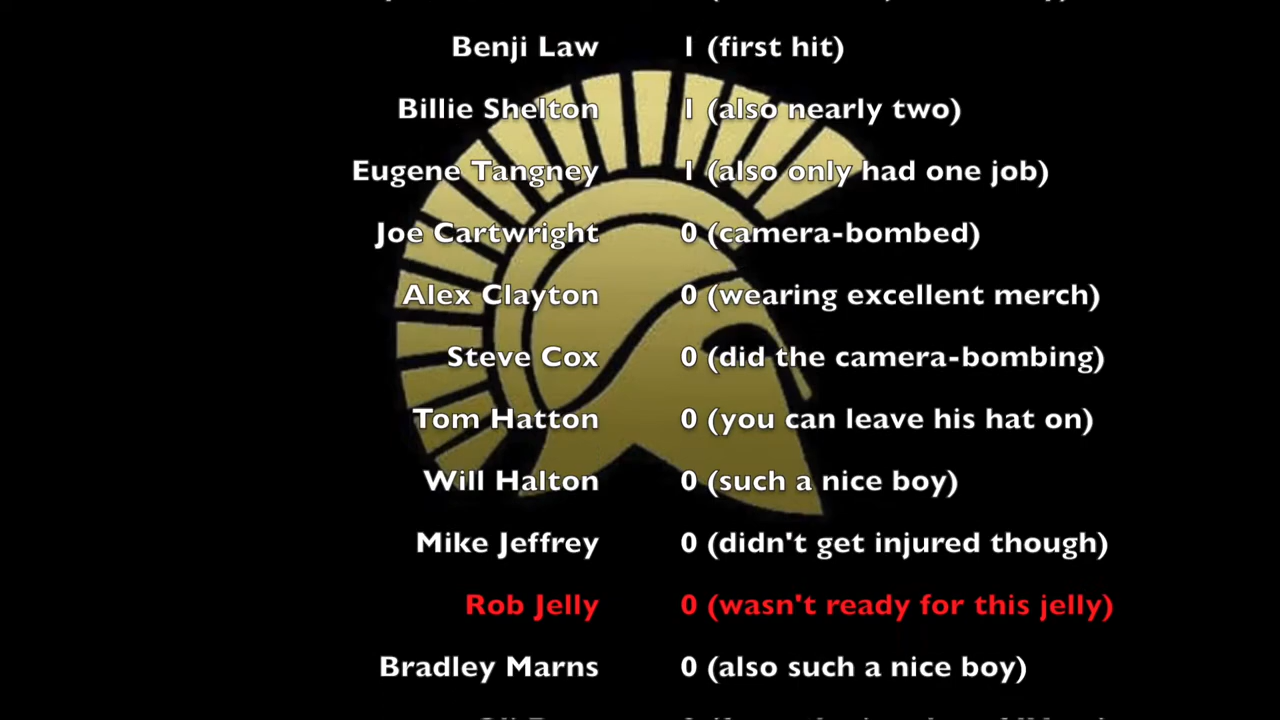 Benji Law 1 (first hit)
Billie Shelton 1 (also nearly two)
Eugene Tangney 1 (also only had one job)
Joe Cartwright 0 (camera-bombed)
Alex Clayton 0 (wearing excellent merch)
Steve Cox 0 (did the camera-bombing)
Tom Hatton 0 (you can leave his hat on)
Will Halton 0 (such a nice boy)
Mike Jeffrey 0 (didn't get injured though)
Rob Jelly 0 (wasn't ready for this jelly)
Bradley Marns 0 (also such a nice boy)